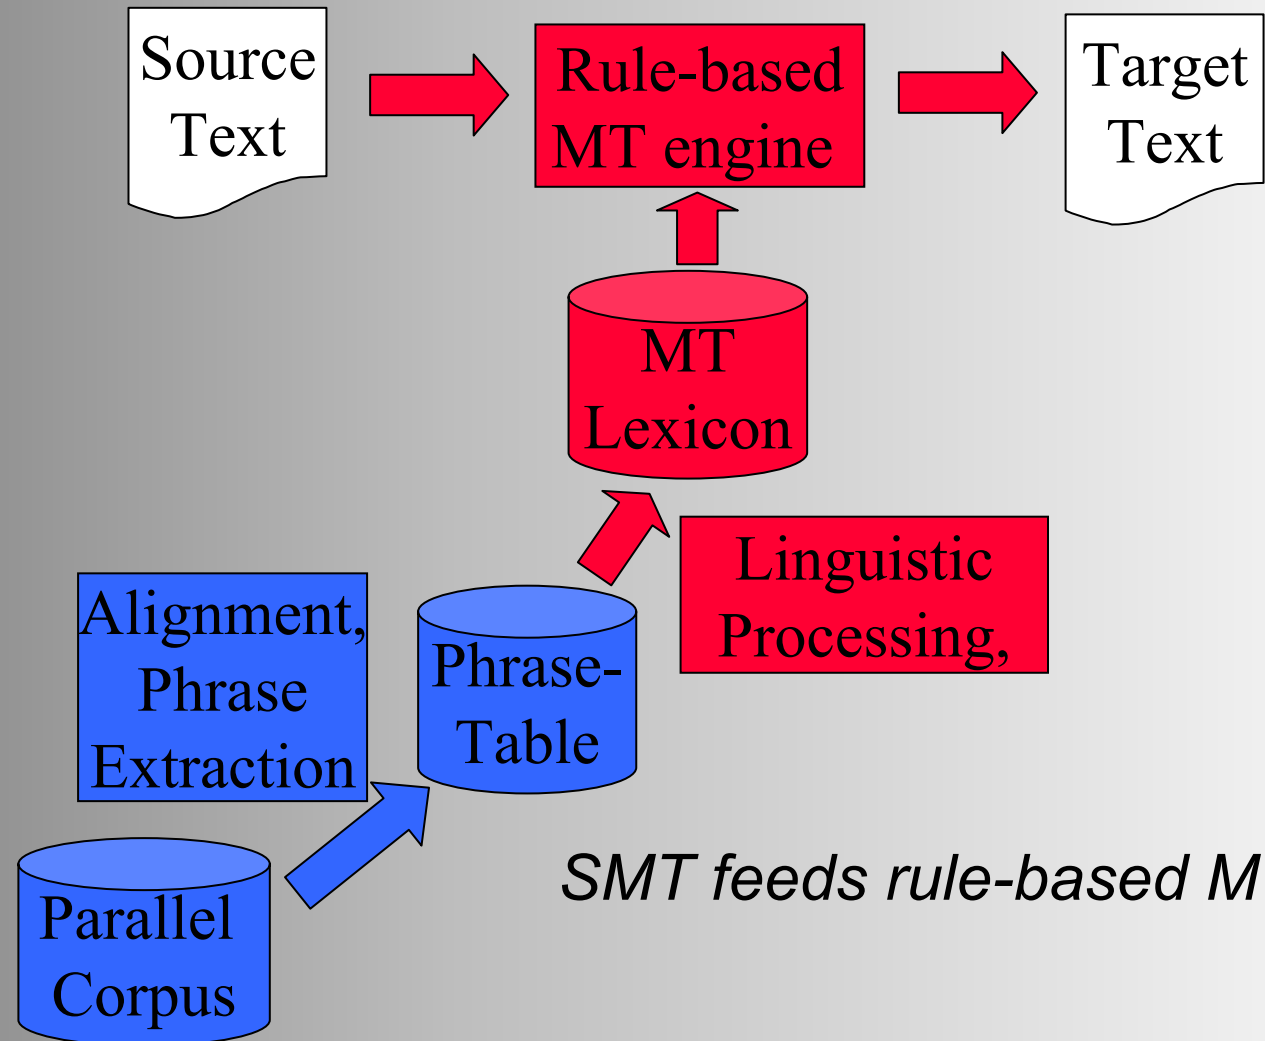 Source
Text
Rule-based
MT engine
Target
Text
MT
Lexicon
Linguistic
Processing,
Alignment,
Phrase
Extraction
Phrase-
Table
Parallel
Corpus
SMT feeds rule-based M